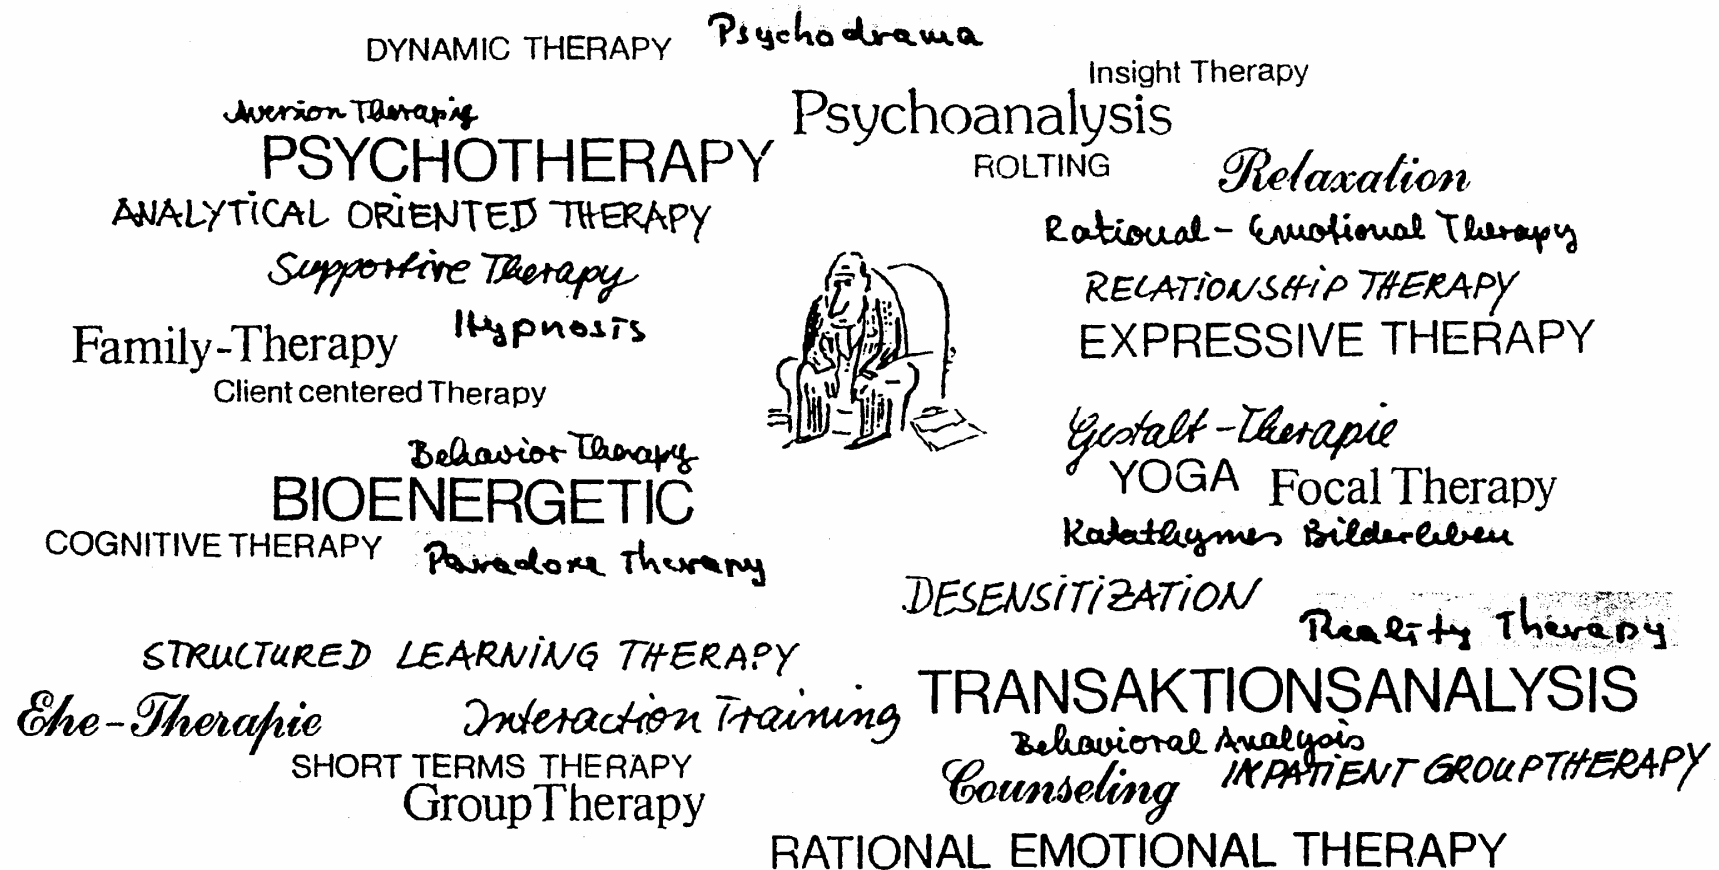 DYNAMIC THERAPY
Psychodrama
Insight Therapy
Aversion Therapie
Psychoanalysis
PSYCHOTHERAPY
ROLTING
Relaxation
ANALYTICAL ORIENTED THERAPY
Rational-Emotional Therapy
Supportive Therapy
RELATIONSHIP THERAPY
Hypnosis
Family-Therapy
EXPRESSIVE THERAPY
Client centered Therapy
Gestalt-Therapie
Behavior Therapy
YOGA
Focal Therapy
BIOENERGETIC
Katathymes Bilderleben
COGNITIVE THERAPY
Paradoxe Therapy
DESENSITIZATION
Reality Therapy
STRUCTURED LEARNING THERAPY
TRANSAKTIONSANALYSIS
Ehe-Therapie
Interaction Training
Behavioral Analysis
SHORT TERMS THERAPY
INPATIENT GROUPTHERAPY
Counseling
Group Therapy
RATIONAL EMOTIONAL THERAPY